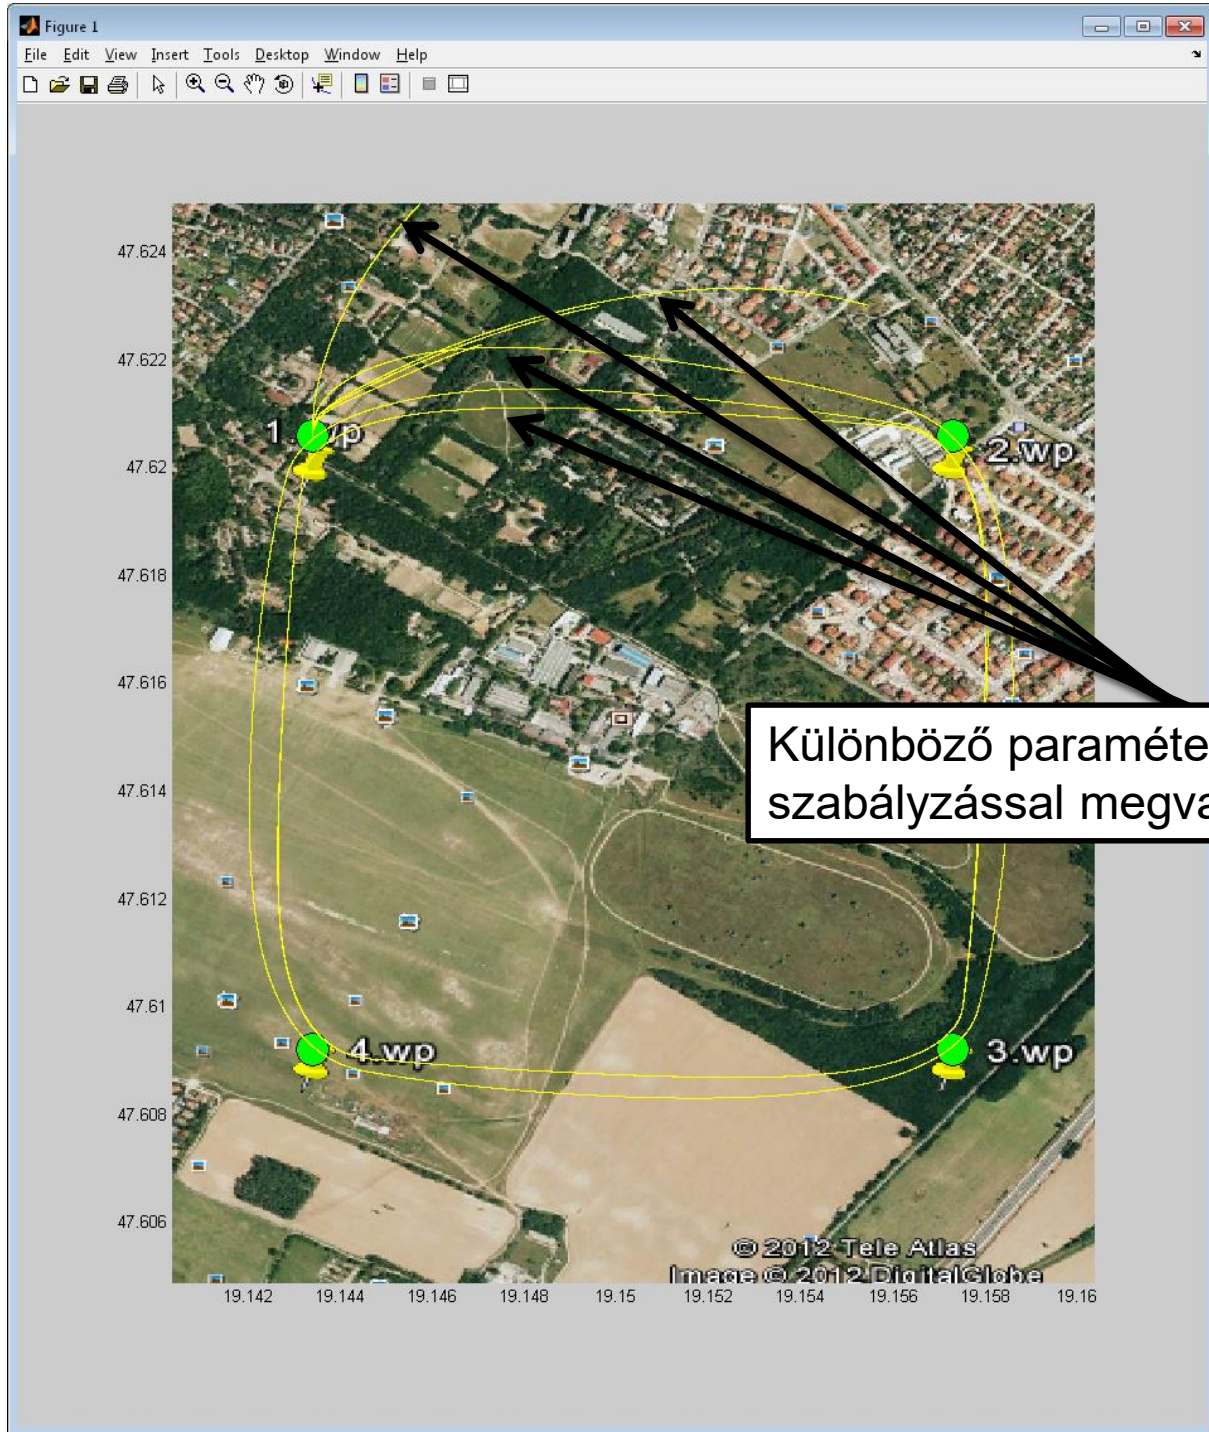 Figure 1
File Edit View Insert Tools Desktop Window Help
47.624
47.622
1.wp
2.wp
47.62
47.618
47.616
Különböző paraméte
szabályzással megva
47.614
47.612
47.61
4.wp
3.wp
47.608
47.606
© 2012 Tele Atlas
Image © 2012 DigitalGlobe
19.142 19.144 19.146 19.148 19.15 19.152 19.154 19.156 19.158 19.16